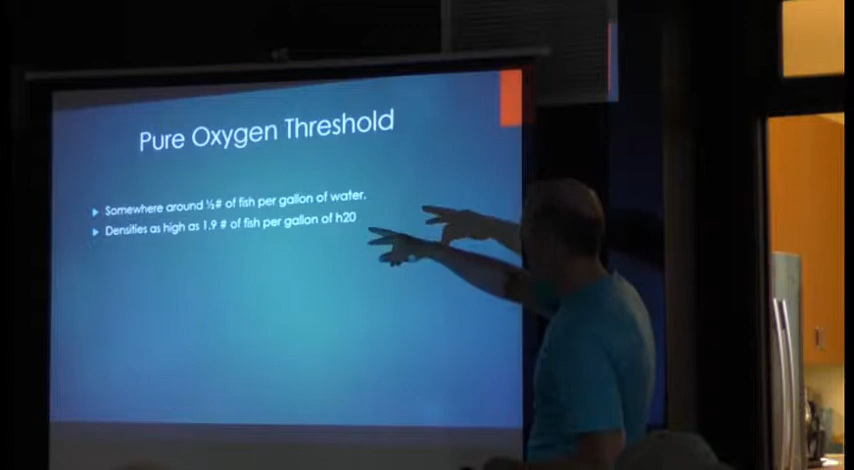 Pure Oxygen Threshold
Somewhere around ½# of fish per gallon of water.
Densities as high as 1.9 # of fish per gallon of h20